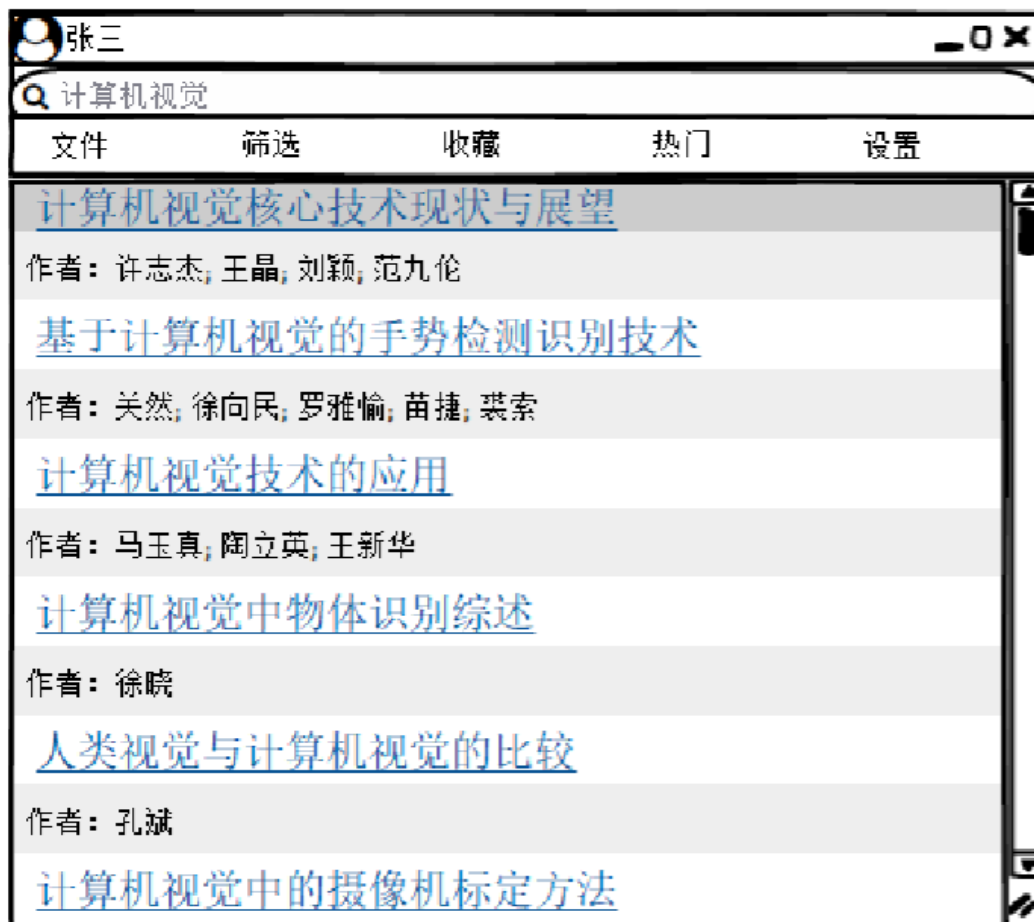 张三
计算机视觉
文件 筛选 收藏 热门 设置
计算机视觉核心技术现状与展望
作者：许志杰; 王晶; 刘颖; 范九伦
基于计算机视觉的手势检测识别技术
作者：关然; 徐向民; 罗雅愉; 苗捷; 裘索
计算机视觉技术的应用
作者：马玉真; 陶立英; 王新华
计算机视觉中物体识别综述
作者：徐晓
人类视觉与计算机视觉的比较
作者：孔斌
计算机视觉中的摄像机标定方法